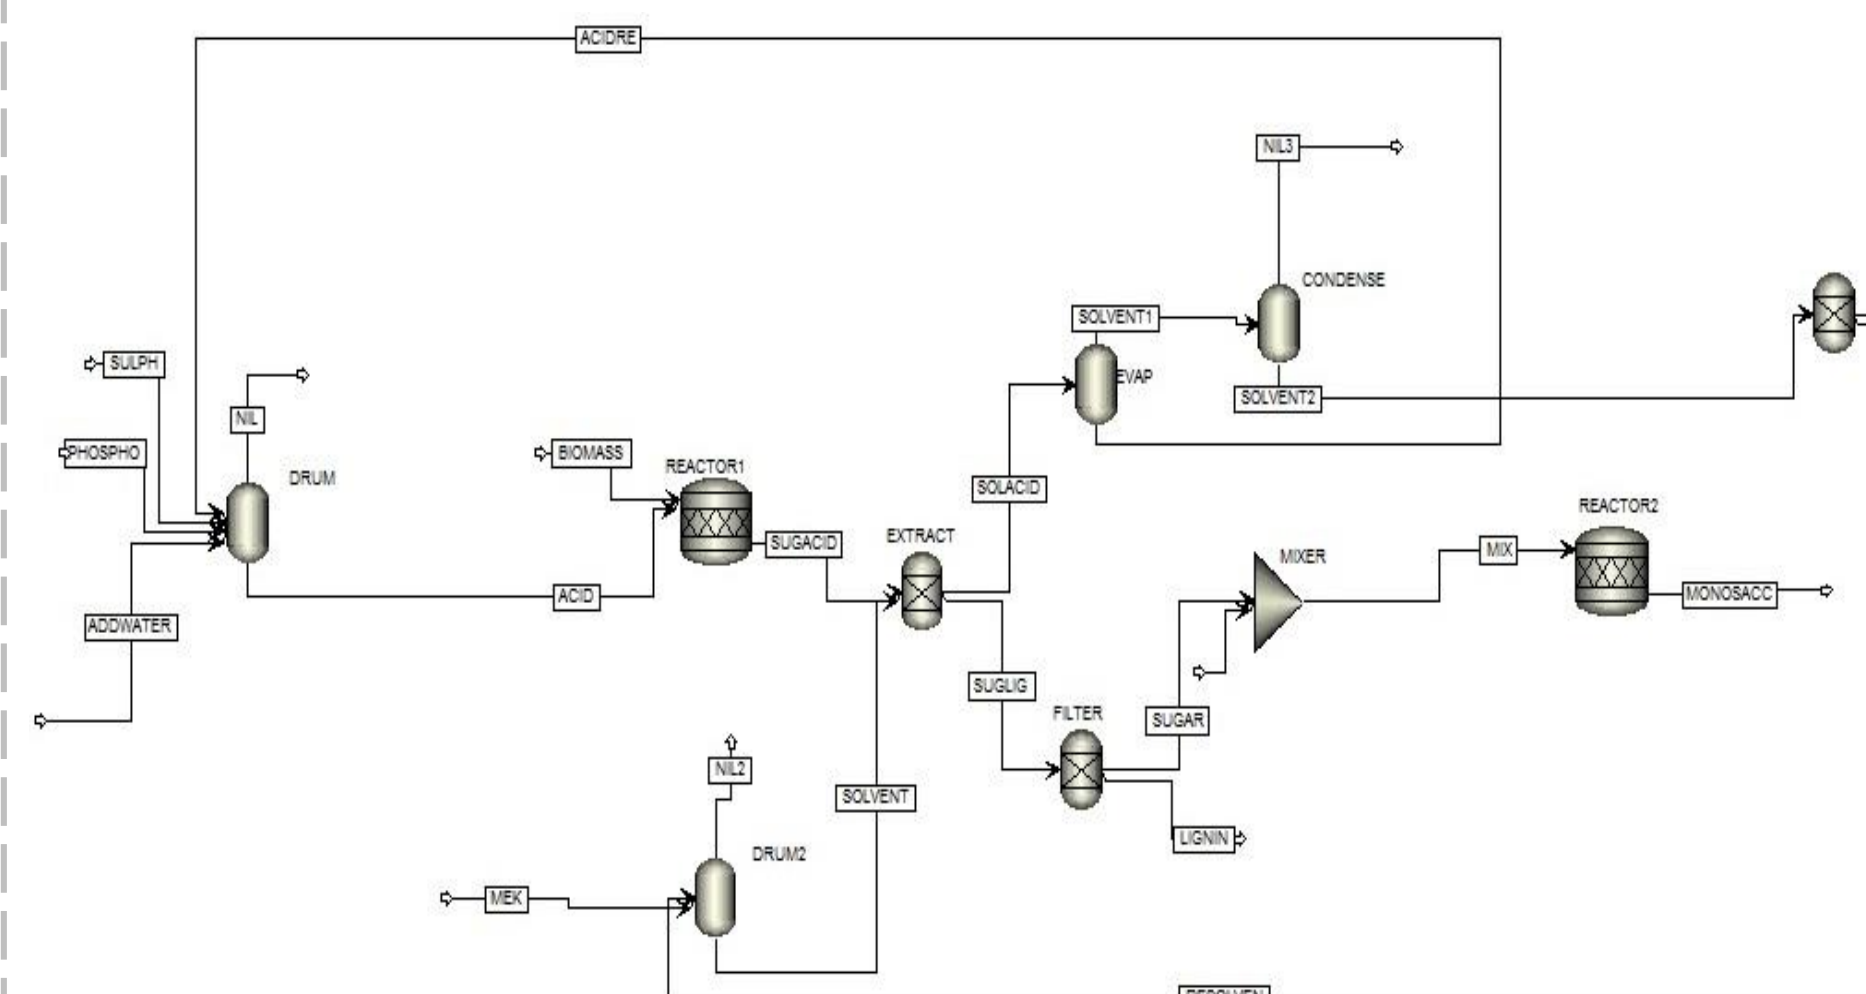 ACIDRE
NIL3
CONDENSE
SOLVENT1
SULPH
EVAP
SOLVENT2
NIL
PHOSPHO
BIOMASS
REACTOR1
DRUM
SOLACID
REACTOR2
EXTRACT
SUGACID
MIXER
MIX
ACID
MONOSACC
ADDWATER
SUGLIG
FILTER
SUGAR
NIL2
SOLVENT
LIGNIN
DRUM2
MEK